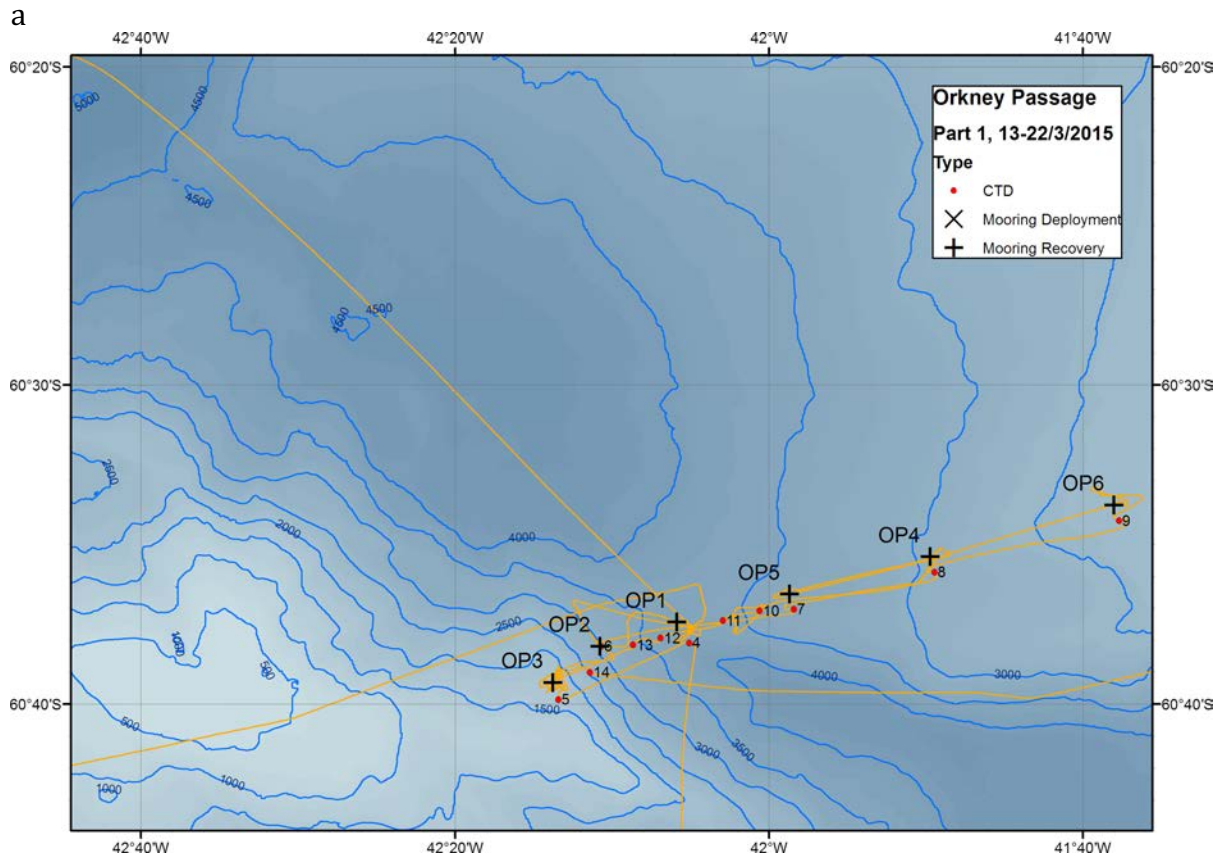 a
42°40'W 42°20'W 42°W 41°40'W
60°20'S 60°20'S
5000
4500
Orkney Passage
Part 1, 13-22/3/2015
Type
CTD
Mooring Deployment
Mooring Recovery
4500
4500
4500
60°30'S 60°30'S
2500
2000
4000
OP6
9
OP4
8
OP5
OP1
10
7
11
2500
OP2
12
6
13
4
OP3
14
5
1500
4000
3000
500
60°40'S 60°40'S
500
3000
3500
1000
1000
42°40'W 42°20'W 42°W 41°40'W